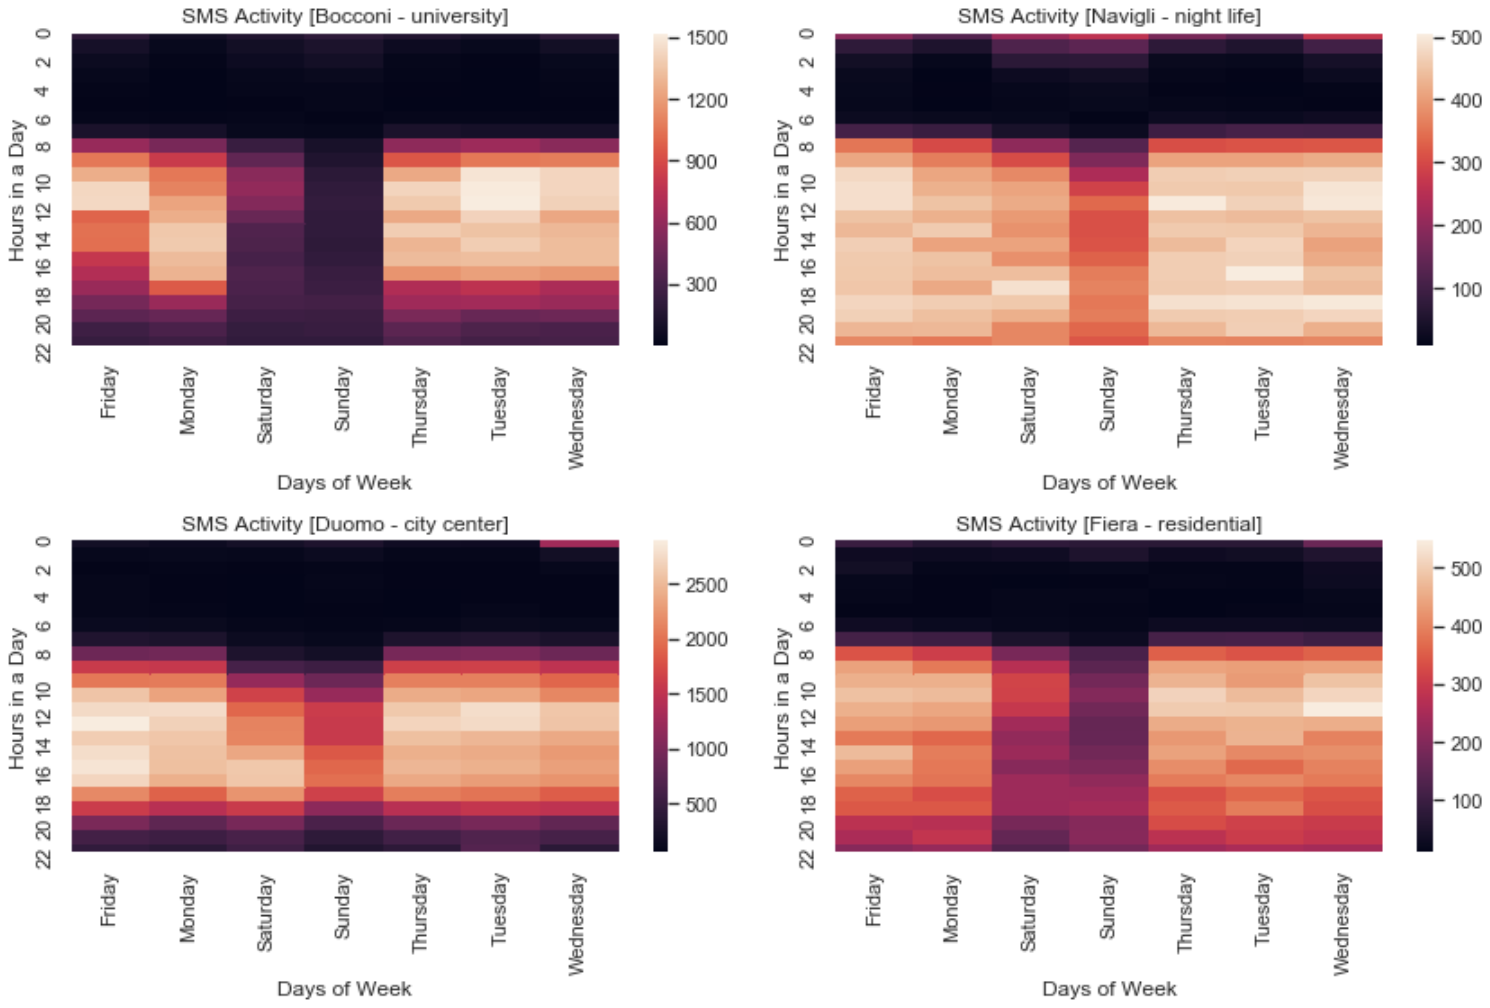 SMS Activity [Bocconi - university]
Hours in a Day
0
2
4
6
8
10
12
14
16
18
20
22
Friday
Monday
Saturday
Sunday
Thursday
Tuesday
Wednesday
Days of Week
1500
1200
900
600
300
SMS Activity [Navigli - night life]
Hours in a Day
0
2
4
6
8
10
12
14
16
18
20
22
Friday
Monday
Saturday
Sunday
Thursday
Tuesday
Wednesday
Days of Week
500
400
300
200
100
SMS Activity [Duomo - city center]
Hours in a Day
0
2
4
6
8
10
12
14
16
18
20
22
Friday
Monday
Saturday
Sunday
Thursday
Tuesday
Wednesday
Days of Week
2500
2000
1500
1000
500
SMS Activity [Fiera - residential]
Hours in a Day
0
2
4
6
8
10
12
14
16
18
20
22
Friday
Monday
Saturday
Sunday
Thursday
Tuesday
Wednesday
Days of Week
500
400
300
200
100